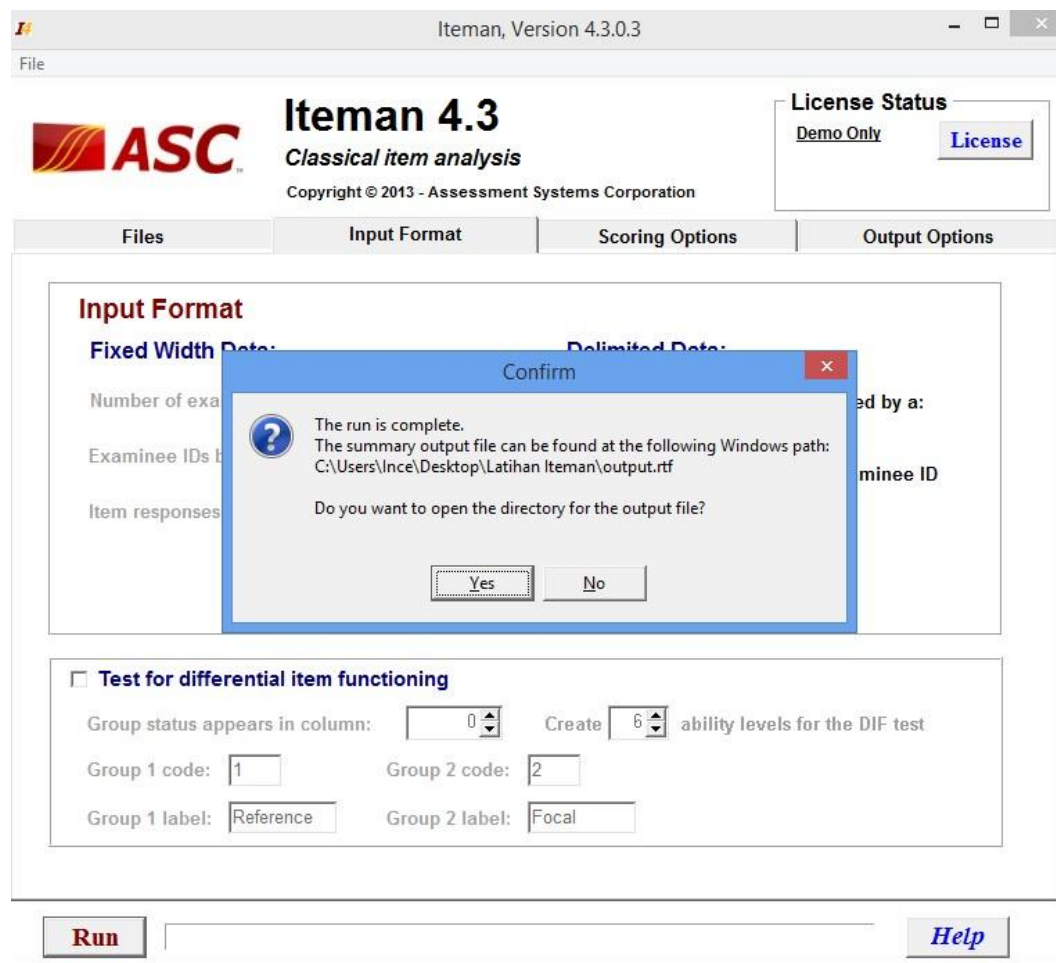 Iteman, Version 4.3.0.3
File
ASC
Iteman 4.3
Classical item analysis
Copyright © 2013 - Assessment Systems Corporation
License Status
Demo Only
License
Files
Input Format
Scoring Options
Output Options
Input Format
Fixed Width Data:
Delimited Data:
Number of exa
ed by a:
Examinee IDs b
minee ID
Item responses
Confirm
The run is complete.
The summary output file can be found at the following Windows path:
C:\Users\Ince\Desktop\Latihan Iteman\output.rtf
Do you want to open the directory for the output file?
Yes
No
Test for differential item functioning
Group status appears in column: 0 Create 6 ability levels for the DIF test
Group 1 code: 1 Group 2 code: 2
Group 1 label: Reference Group 2 label: Focal
Run
Help